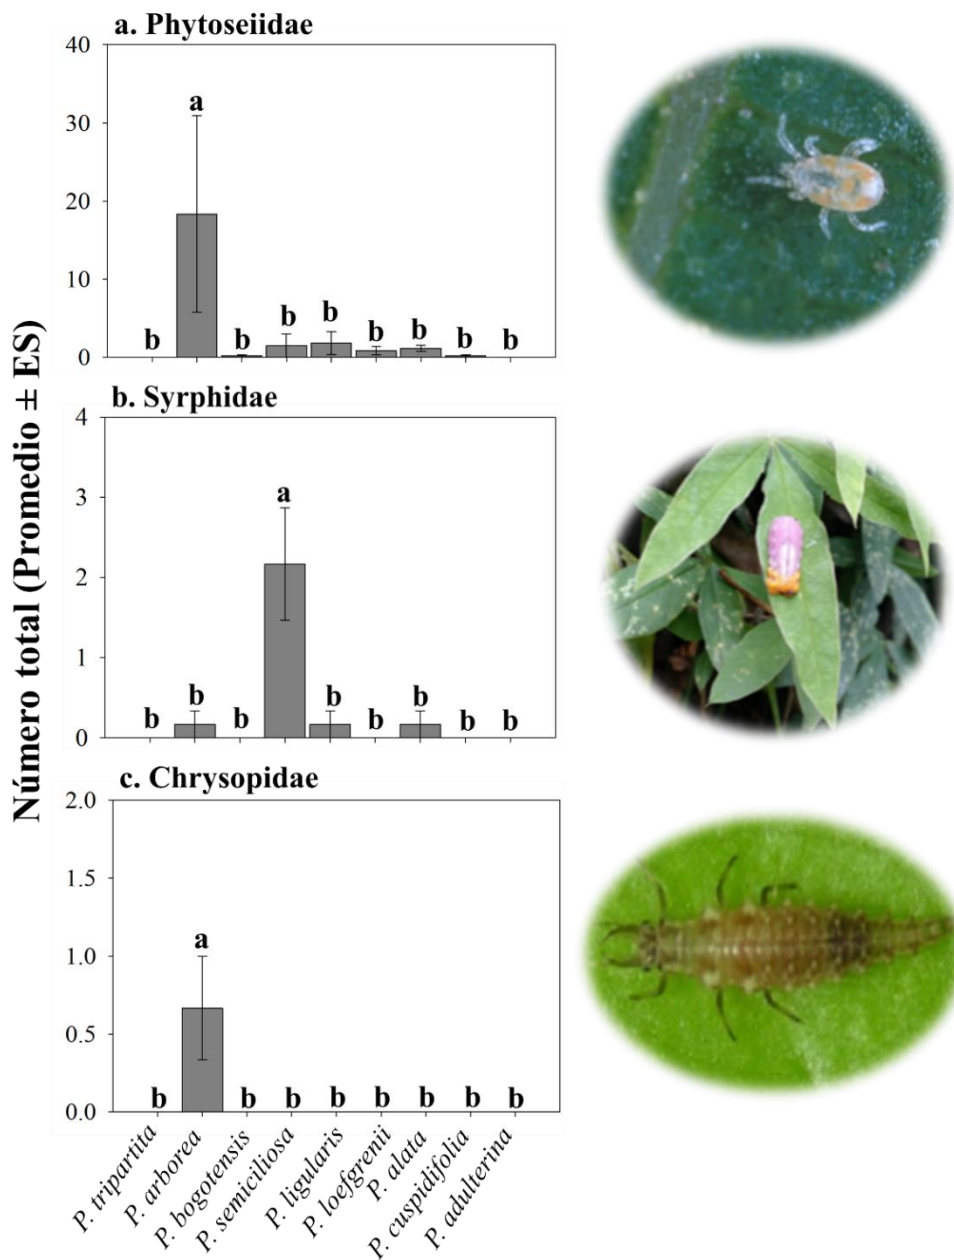 a. Phytoseiidae
40
30
20
10
0
a
b b b b b b b b
b. Syrphidae
4
3
2
1
0
a
b b b b b b b b
c. Chrysopidae
2.0
1.5
1.0
0.5
0.0
a
b b b b b b b b
Número total (Promedio ± ES)
P. tripartita
P. arborea
P. bogotensis
P. semiciliosa
P. ligularis
P. loefgrenii
P. alata
P. cuspidifolia
P. adulterina